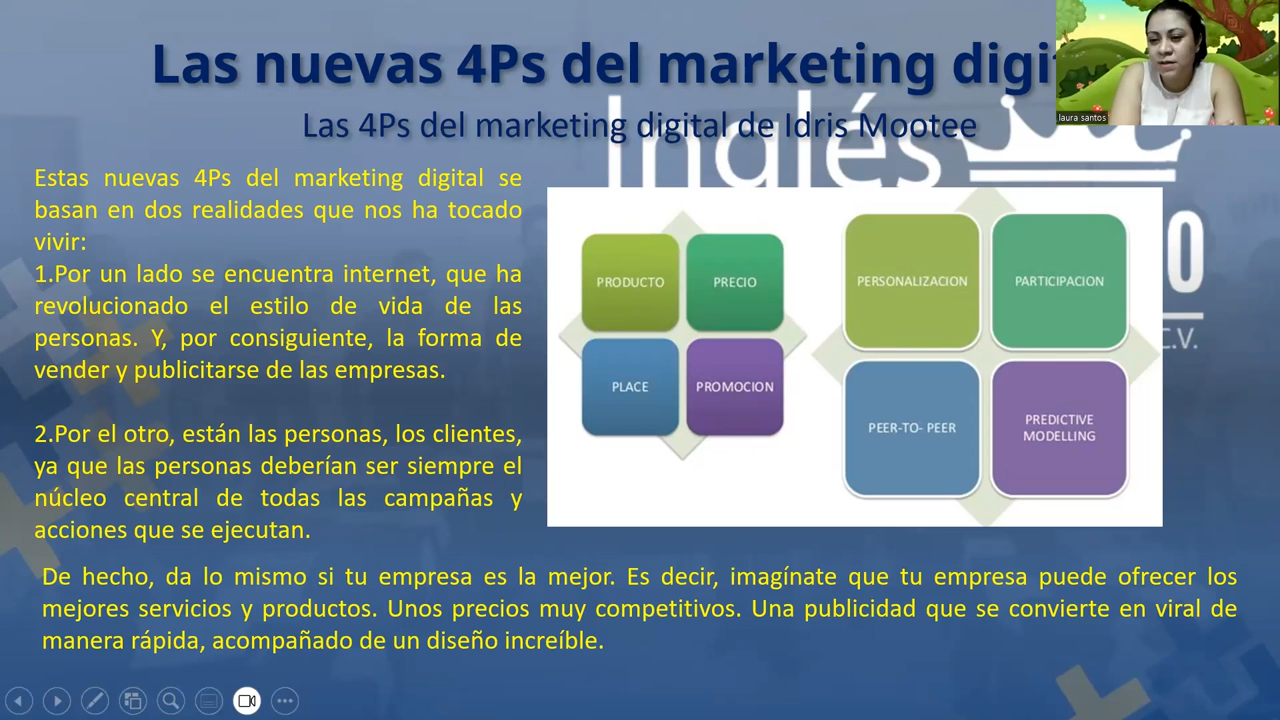 Las nuevas 4Ps del marketing
laura santos
Las 4Ps del marketing digital de Idris Mootee
Inglés
Estas nuevas 4Ps del marketing digital se
basan en dos realidades que nos ha tocado
vivir:
1.Por un lado se encuentra internet, que ha
revolucionado el estilo de vida de las
personas. Y, por consiguiente, la forma de
vender y publicitarse de las empresas.
2.Por el otro, están las personas, los clientes,
ya que las personas deberían ser siempre el
núcleo central de todas las campañas y
acciones que se ejecutan.
PRODUCTO
PRECIO
PLACE
PROMOCION
PERSONALIZACION
PARTICIPACION
PEER-TO- PEER
PREDICTIVE
MODELLING
C.V.
De hecho, da lo mismo si tu empresa es la mejor. Es decir, imagínate que tu empresa puede ofrecer los
mejores servicios y productos. Unos precios muy competitivos. Una publicidad que se convierte en viral de
manera rápida, acompañado de un diseño increíble.